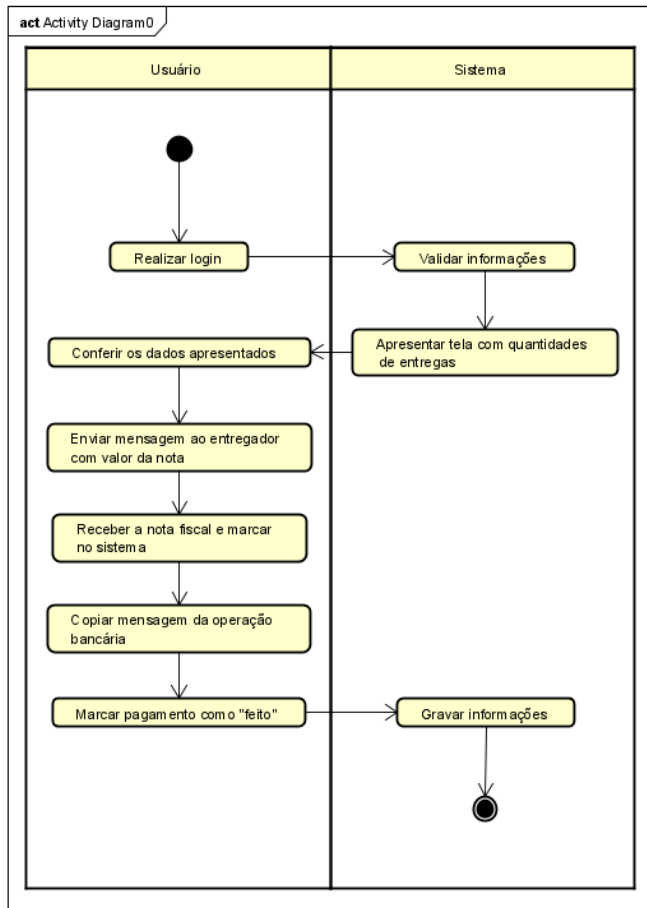 act Activity Diagram0
Usuário
Sistema
Realizar login
Validar informações
Apresentar tela com quantidades
de entregas
Conferir os dados apresentados
Enviar mensagem ao entregador
com valor da nota
Receber a nota fiscal e marcar
no sistema
Copiar mensagem da operação
bancária
Marcar pagamento como "feito"
Gravar informações